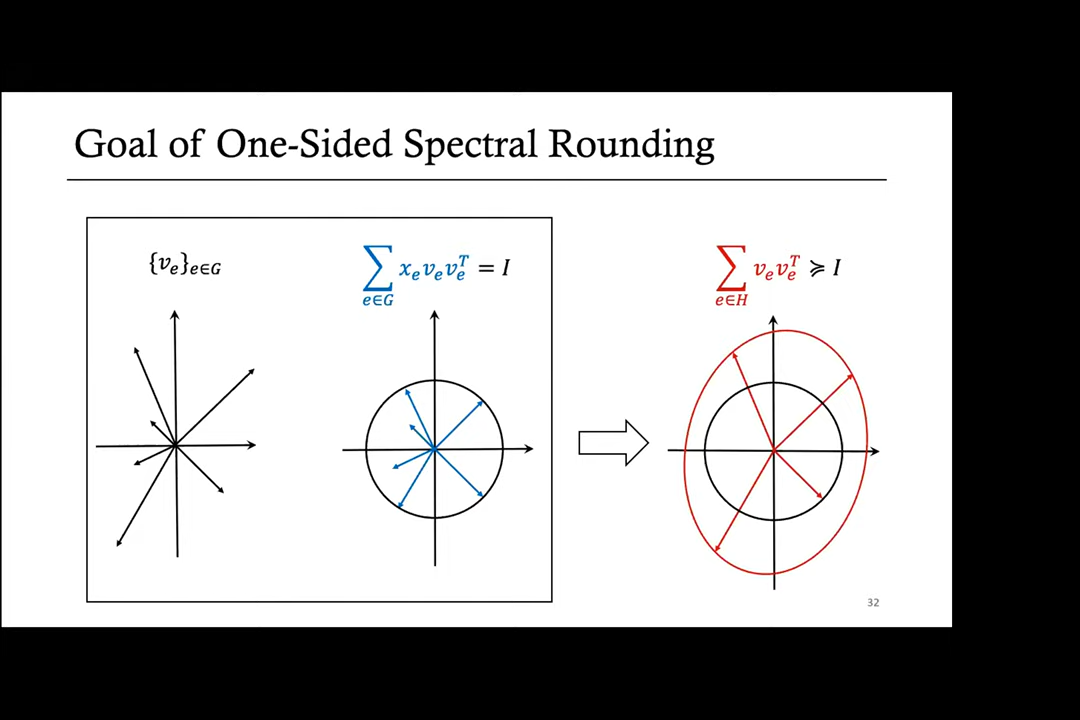 Goal of One-Sided Spectral Rounding
{v_e}_{e∈G}
∑_{e∈G} x_e v_e v_e^T = I
∑_{e∈H} v_e v_e^T ≽ I
32